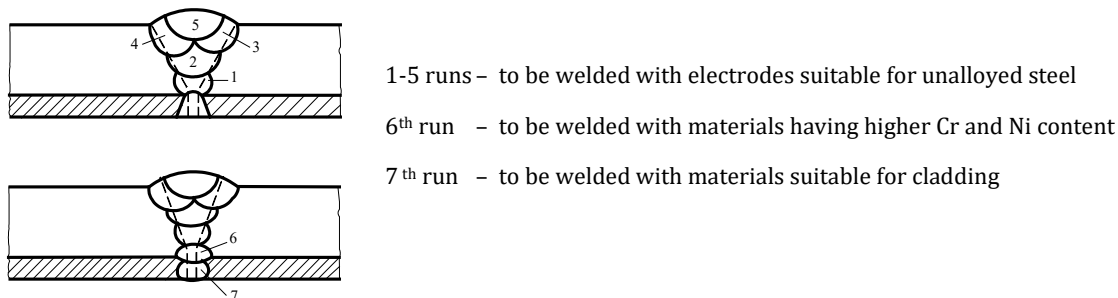 5
4
3
2
1
1-5 runs – to be welded with electrodes suitable for unalloyed steel
6th run – to be welded with materials having higher Cr and Ni content
7 th run – to be welded with materials suitable for cladding
6
7